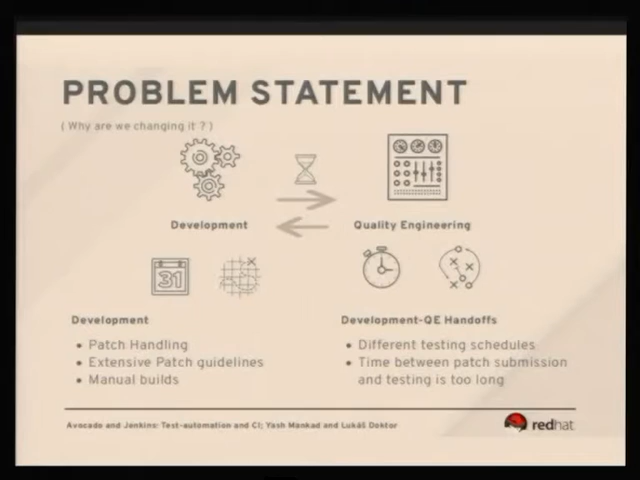 PROBLEM STATEMENT
( Why are we changing it ? )
Development
Quality Engineering
31
Development
• Patch Handling
• Extensive Patch guidelines
• Manual builds
Development-QE Handoffs
• Different testing schedules
• Time between patch submission
and testing is too long
Avocado and Jenkins: Test-automation and CI; Yash Mankad and Lukáš Doktor
redhat